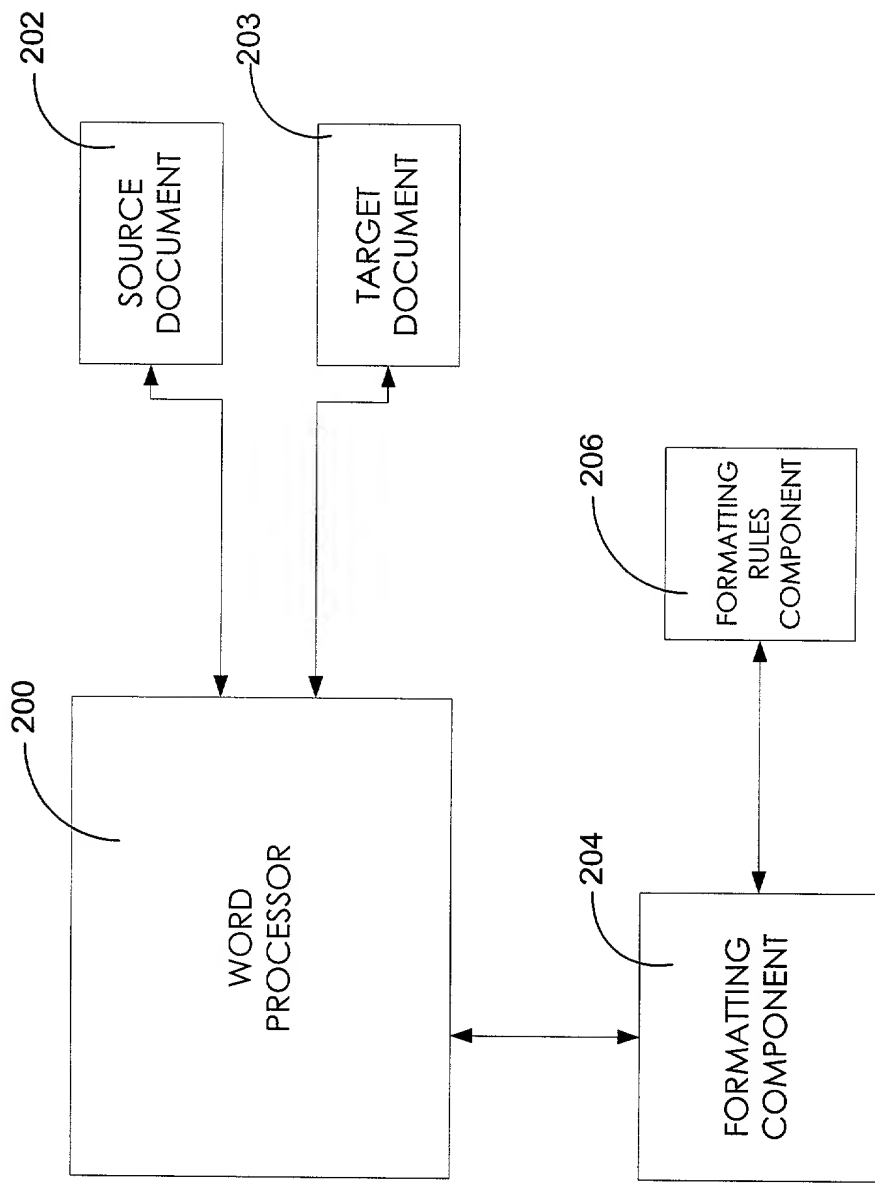 200
WORD
PROCESSOR
202
SOURCE
DOCUMENT
203
TARGET
DOCUMENT
204
FORMATTING
COMPONENT
206
FORMATTING
RULES
COMPONENT